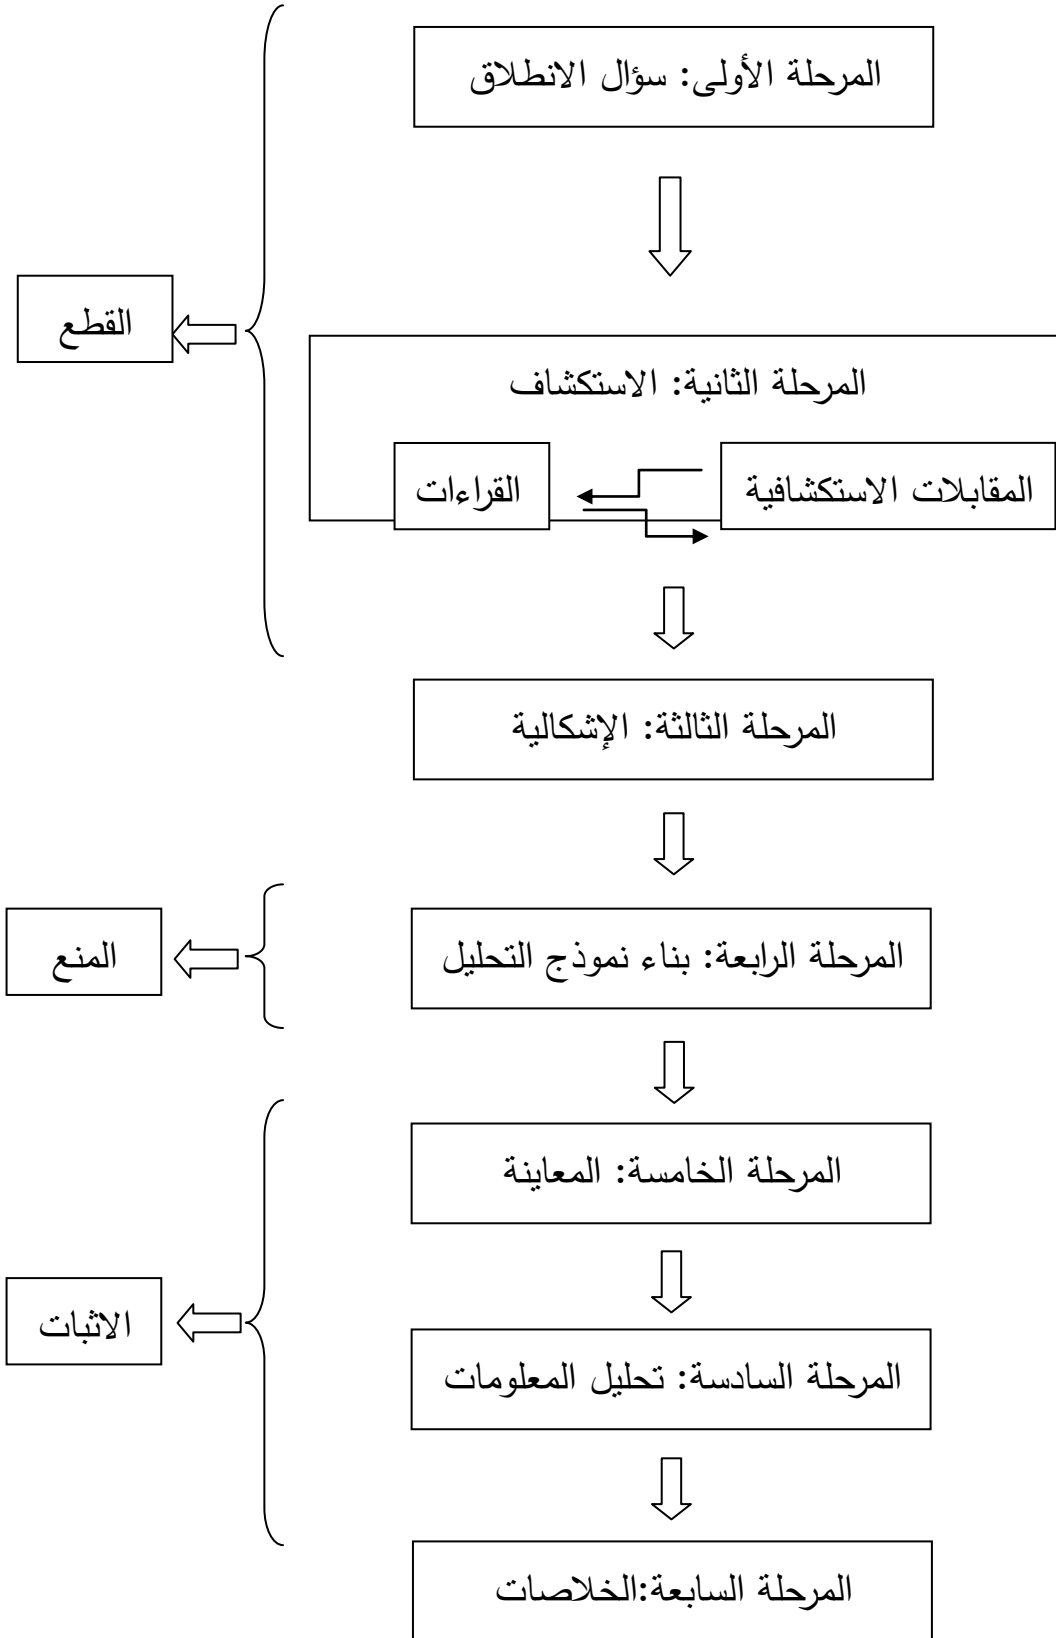 المرحلة الأولى: سؤال الانطلاق
القطع
المرحلة الثانية: الاستكشاف
المقابلات الاستكشافية
القراءات
المرحلة الثالثة: الإشكالية
المرحلة الرابعة: بناء نموذج التحليل
المنع
المرحلة الخامسة: المعاينة
الاثبات
المرحلة السادسة: تحليل المعلومات
المرحلة السابعة:الخلاصات